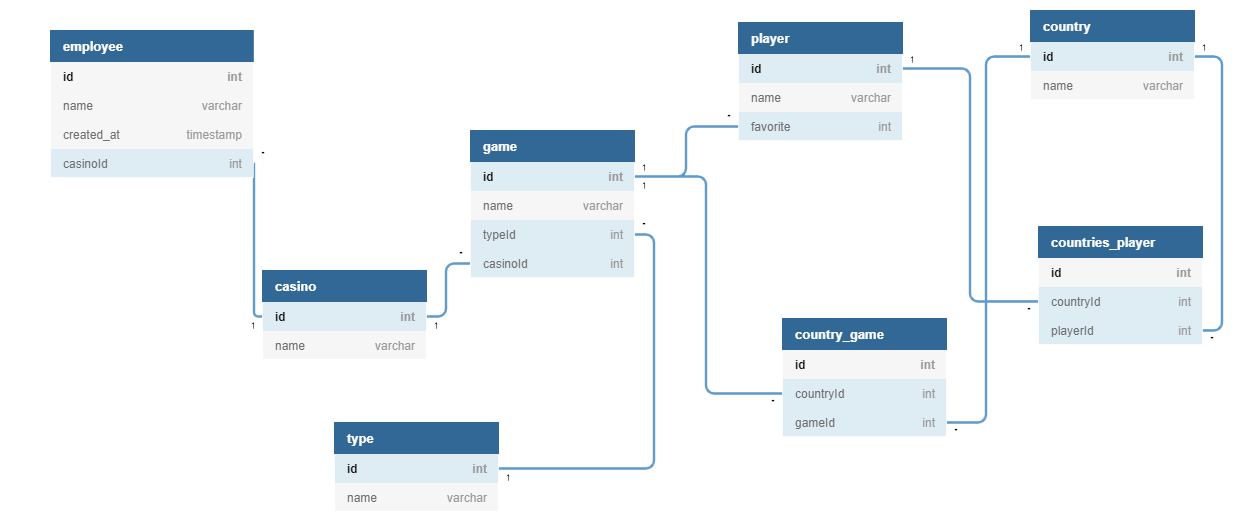 employee
id int
name varchar
created_at timestamp
casinoId int
-
1
casino
id int
1
name varchar
-
game
id int
1
1
name varchar
typeId int
-
casinoId int
type
id int
1
name varchar
player
id int
1
name varchar
favorite int
-
country_game
id int
countryId int
-
gameId int
-
country
1
id int
1
name varchar
countries_player
id int
countryId int
-
playerId int
-